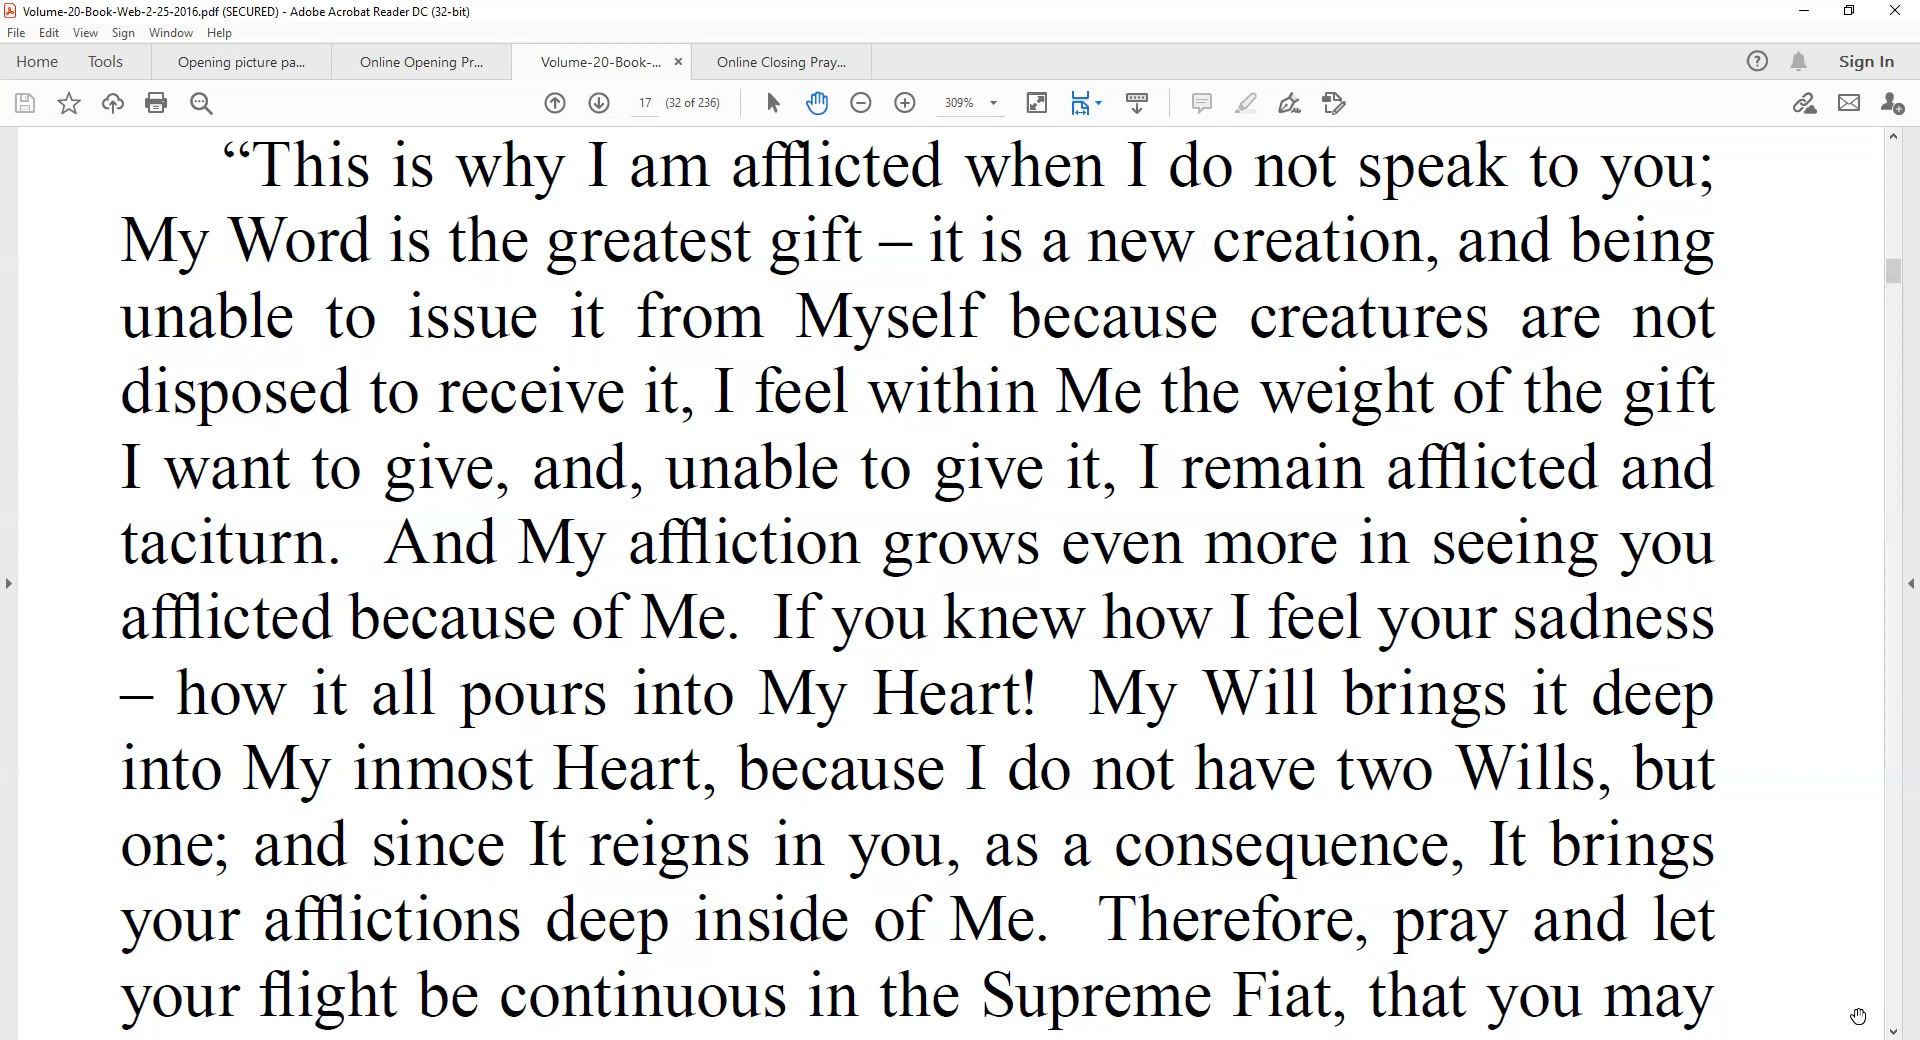 Volume-20-Book-Web-2-25-2016.pdf (SECURED) - Adobe Acrobat Reader DC (32-bit)
File Edit View Sign Window Help
Home Tools Opening picture pa... Online Opening Pr... Volume-20-Book-... × Online Closing Pray... ? Sign In
17 (32 of 236) 309%
“This is why I am afflicted when I do not speak to you;
My Word is the greatest gift – it is a new creation, and being
unable to issue it from Myself because creatures are not
disposed to receive it, I feel within Me the weight of the gift
I want to give, and, unable to give it, I remain afflicted and
taciturn. And My affliction grows even more in seeing you
afflicted because of Me. If you knew how I feel your sadness
– how it all pours into My Heart! My Will brings it deep
into My inmost Heart, because I do not have two Wills, but
one; and since It reigns in you, as a consequence, It brings
your afflictions deep inside of Me. Therefore, pray and let
your flight be continuous in the Supreme Fiat, that you may